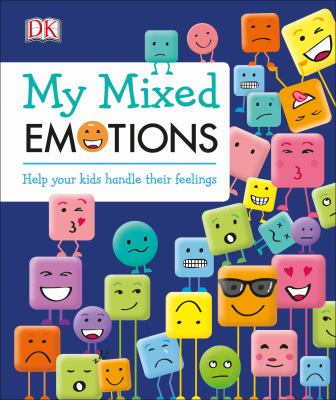 DK
My Mixed
EMOTIONS
Help your kids handle their feelings